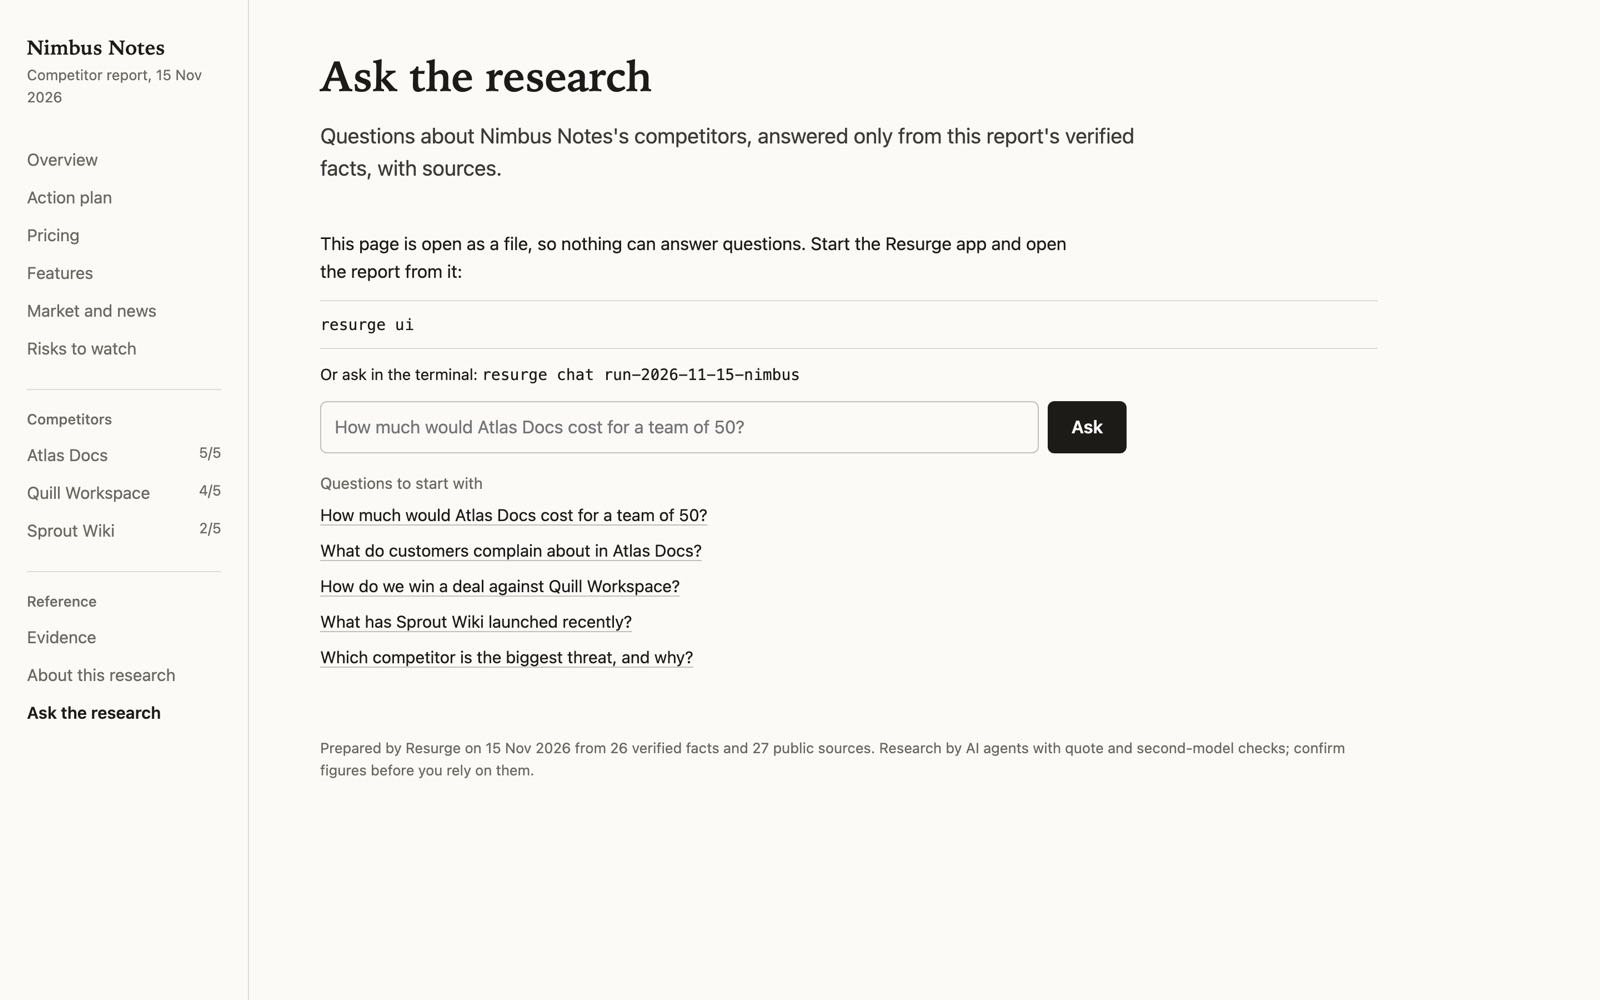 Nimbus Notes
Competitor report, 15 Nov
2026
Overview
Action plan
Pricing
Features
Market and news
Risks to watch
Competitors
Atlas Docs 5/5
Quill Workspace 4/5
Sprout Wiki 2/5
Reference
Evidence
About this research
Ask the research
Ask the research
Questions about Nimbus Notes's competitors, answered only from this report's verified
facts, with sources.
This page is open as a file, so nothing can answer questions. Start the Resurge app and open
the report from it:
resurge ui
Or ask in the terminal: resurge chat run-2026-11-15-nimbus
How much would Atlas Docs cost for a team of 50? Ask
Questions to start with
How much would Atlas Docs cost for a team of 50?
What do customers complain about in Atlas Docs?
How do we win a deal against Quill Workspace?
What has Sprout Wiki launched recently?
Which competitor is the biggest threat, and why?
Prepared by Resurge on 15 Nov 2026 from 26 verified facts and 27 public sources. Research by AI agents with quote and second-model checks; confirm
figures before you rely on them.